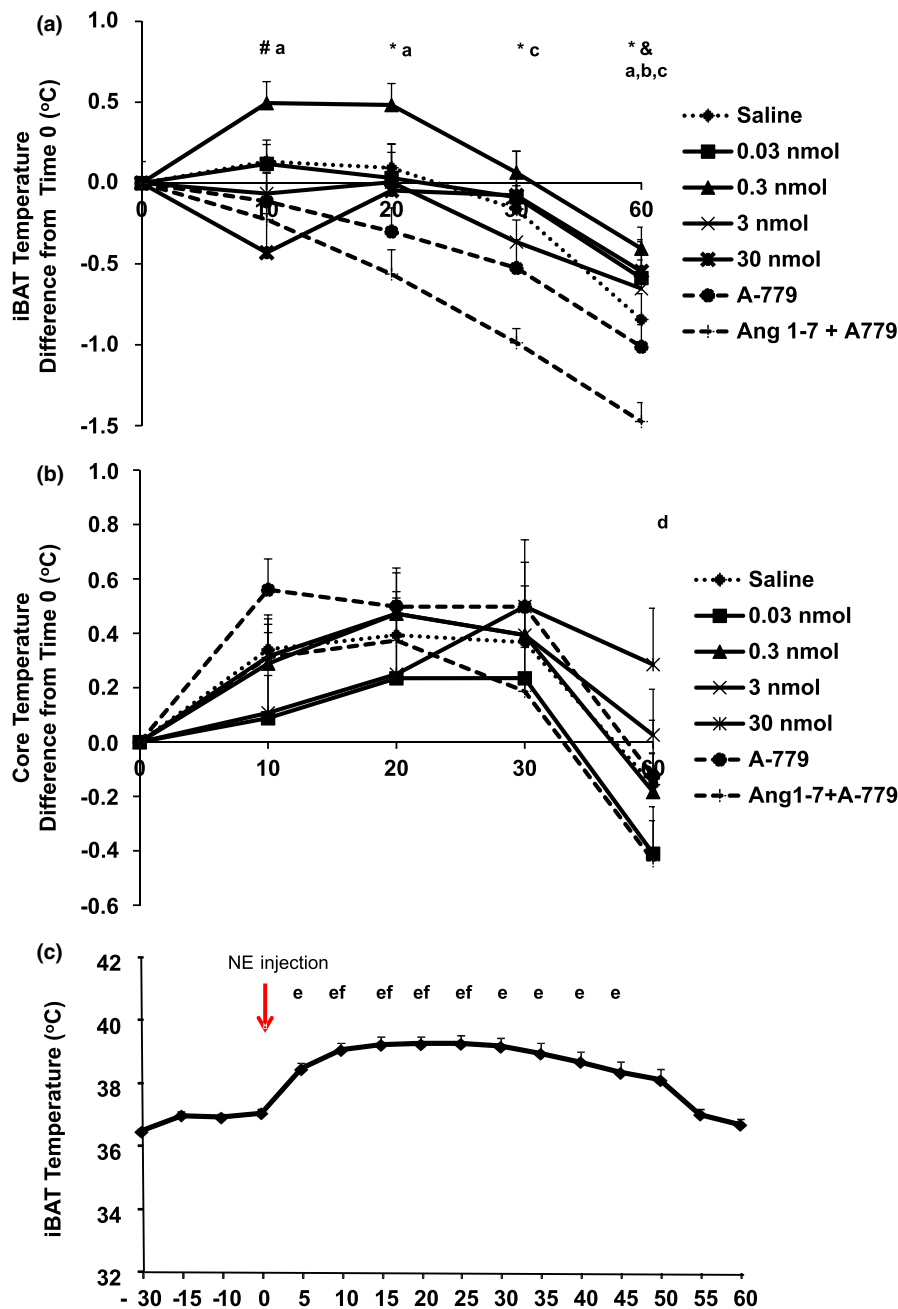 (a)
1.0
0.5
0.0
-0.5
-1.0
-1.5
iBAT Temperature
Difference from Time 0 (ºC)
# a
* a
* c
* &
a,b,c
0
10
20
30
60
Saline
0.03 nmol
0.3 nmol
3 nmol
30 nmol
A-779
Ang 1-7 + A779
(b)
1.0
0.8
0.6
0.4
0.2
0.0
-0.2
-0.4
-0.6
Core Temperature
Difference from Time 0 (ºC)
d
0
10
20
30
60
Saline
0.03 nmol
0.3 nmol
3 nmol
30 nmol
A-779
Ang1-7+A-779
(c)
42
40
38
36
34
32
iBAT Temperature (ºC)
NE injection
e ef ef ef ef e e e e
- 30 -15 -10 0 5 10 15 20 25 30 35 40 45 50 55 60